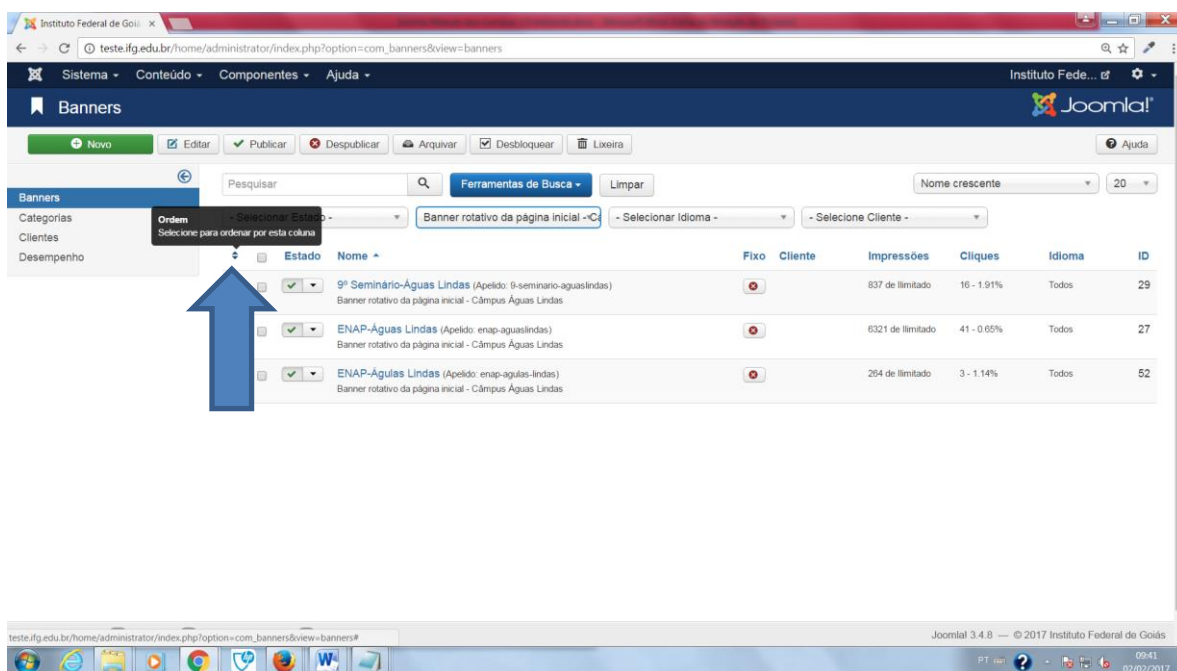 Instituto Federal de Goiá
teste.ifg.edu.br/home/administrator/index.php?option=com_banners&view=banners
Sistema Conteúdo Componentes Ajuda Instituto Fede...
Banners Joomla!
Novo Editar Publicar Despublicar Arquivar Desbloquear Lixeira Ajuda
Pesquisar Ferramentas de Busca Limpar Nome crescente 20
Banners
Categorias
Clientes
Desempenho
- Selecionar Estado - Banner rotativo da página inicial - Câ - Selecionar Idioma - - Selecione Cliente -
Ordem
Selecione para ordenar por esta coluna
Estado Nome Fixo Cliente Impressões Cliques Idioma ID
9º Seminário-Águas Lindas (Apelido: 9-seminario-aguaslindas) 837 de Ilimitado 16 - 1.91% Todos 29
Banner rotativo da página inicial - Câmpus Águas Lindas
ENAP-Águas Lindas (Apelido: enap-aguaslindas) 6321 de Ilimitado 41 - 0.65% Todos 27
Banner rotativo da página inicial - Câmpus Águas Lindas
ENAP-Águlas Lindas (Apelido: enap-agulas-lindas) 264 de Ilimitado 3 - 1.14% Todos 52
Banner rotativo da página inicial - Câmpus Águas Lindas
teste.ifg.edu.br/home/administrator/index.php?option=com_banners&view=banners#
Joomla! 3.4.8 — © 2017 Instituto Federal de Goiás
PT 09:41
02/02/2017